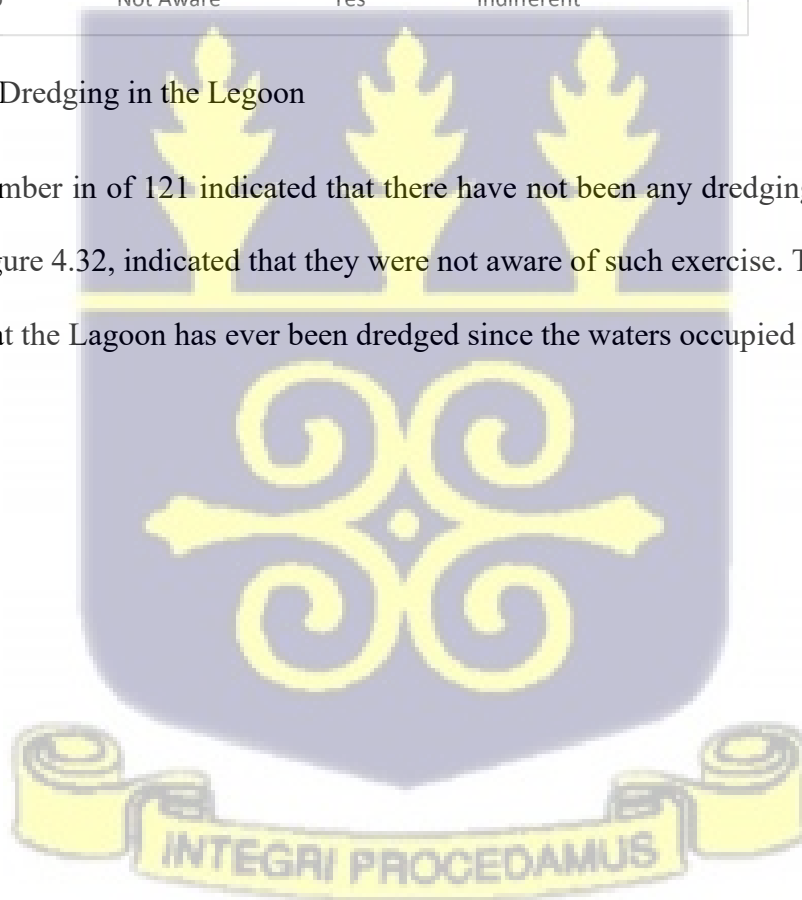 Not Aware Yes Indifferent
Dredging in the Legoon
mber in of 121 indicated that there have not been any dredging
gure 4.32, indicated that they were not aware of such exercise. T
at the Lagoon has ever been dredged since the waters occupied
INTEGRI PROCEDAMUS